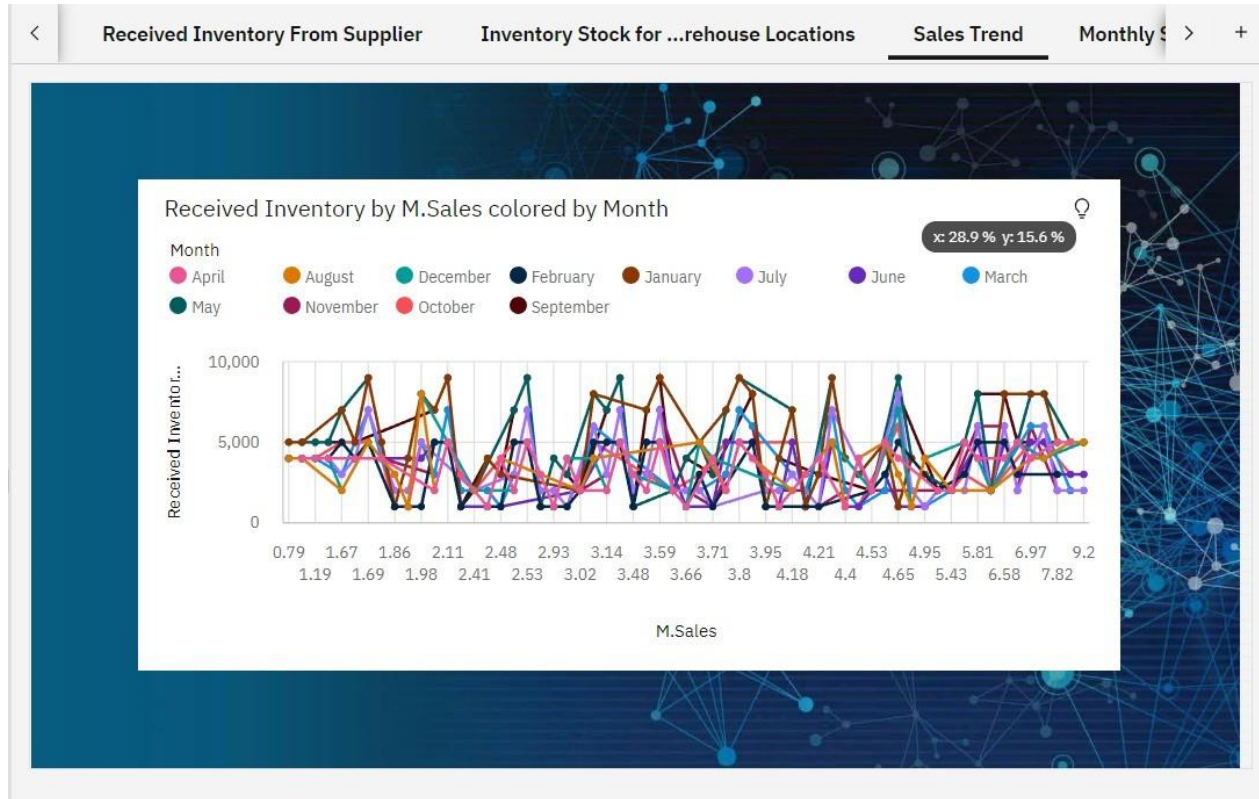 Received Inventory From Supplier Inventory Stock for ...rehouse Locations Sales Trend Monthly
Received Inventory by M.Sales colored by Month
x: 28.9 % y: 15.6 %
Month
April August December February January July June March
May November October September
Received Inventor...
10,000
5,000
0
0.79 1.67 1.86 2.11 2.48 2.93 3.14 3.59 3.71 3.95 4.21 4.53 4.95 5.81 6.97 9.2
1.19 1.69 1.98 2.41 2.53 3.02 3.48 3.66 3.8 4.18 4.4 4.65 5.43 6.58 7.82
M.Sales